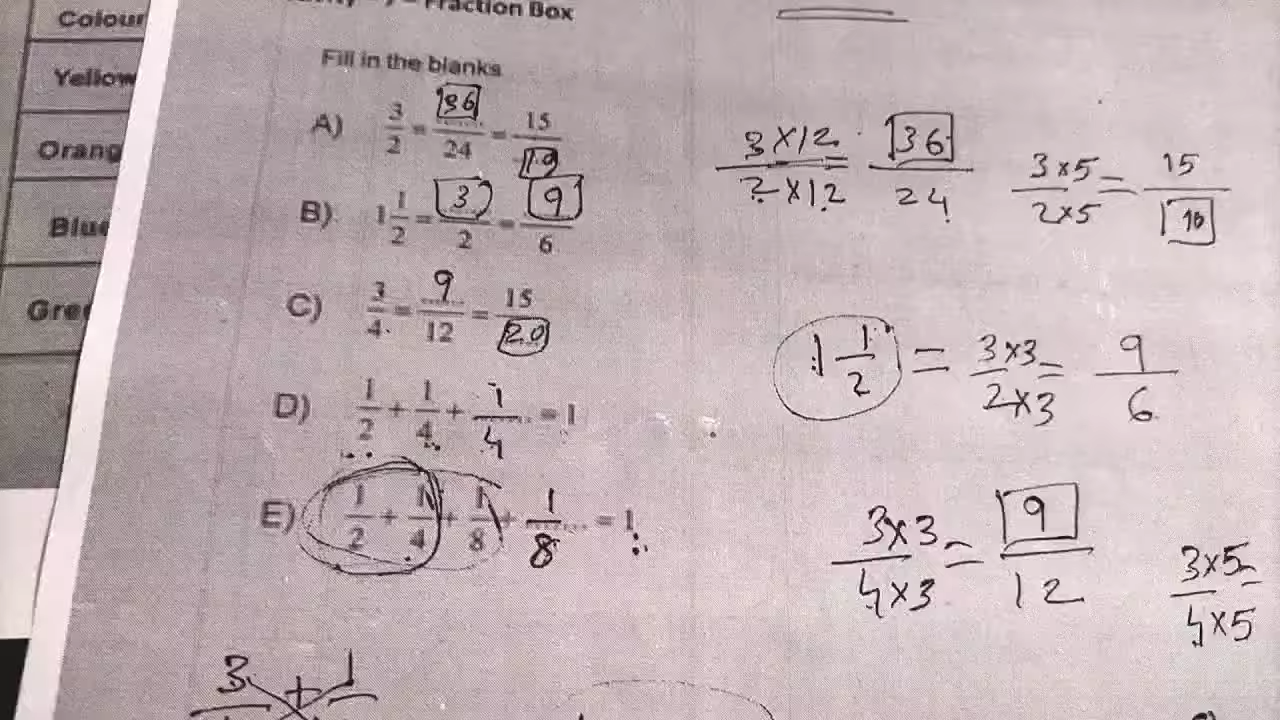 Colour
Yellow
Orang
Blue
Gree
Fraction Box
Fill in the blanks
A) 3/2 = 36/24 = 15/10
B) 1 1/2 = 3/2 = 9/6
C) 3/4 = 9/12 = 15/20
D) 1/2 + 1/4 + 1/4 = 1
E) 1/2 + 1/4 + 1/8 + 1/8 = 1
3 + 1
3×12/2×12 = 36/24
3×5/2×5 = 15/10
1 1/2 = 3×3/2×3 = 9/6
3×3/4×3 = 9/12
3×5/4×5 =